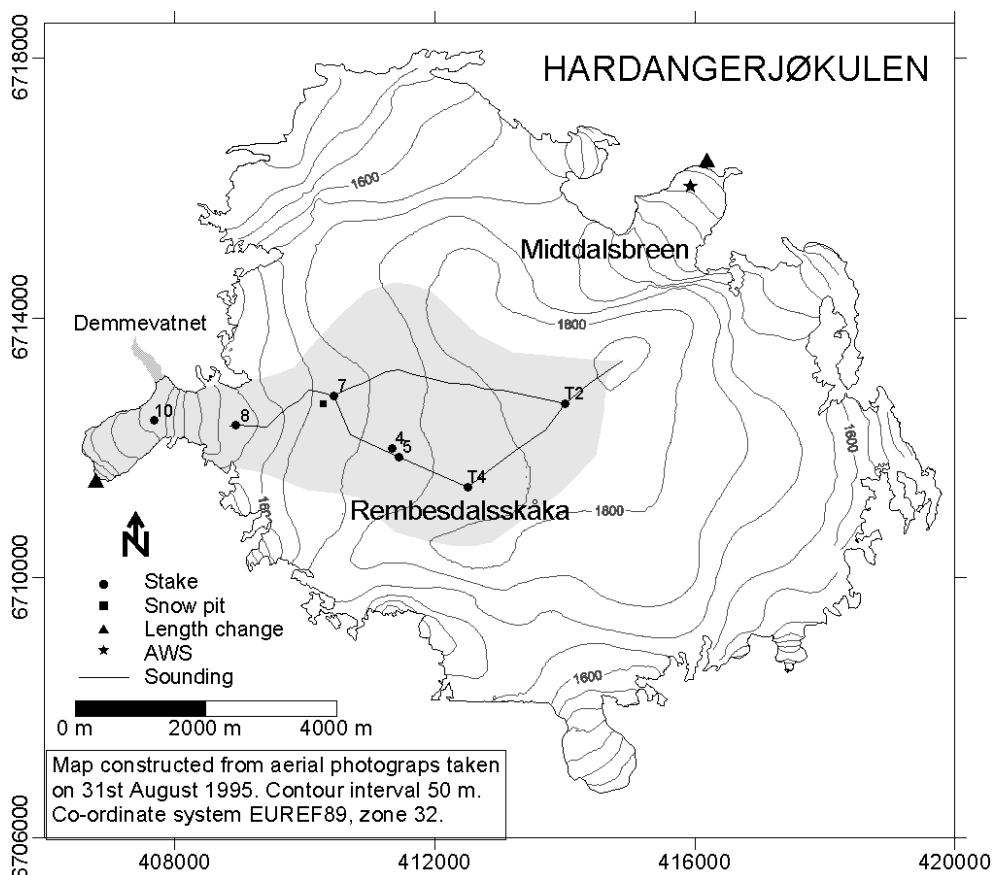 HARDANGERJØKULEN
6718000
6714000
6710000
6706000
1600
Midtdalsbreen
Demmevatnet
1800
7
T2
10
8
4
5
T4
1600
1600
Rembesdalsskåka
1800
N
Stake
Snow pit
Length change
AWS
Sounding
1600
0 m 2000 m 4000 m
Map constructed from aerial photograps taken
on 31st August 1995. Contour interval 50 m.
Co-ordinate system EUREF89, zone 32.
408000 412000 416000 420000